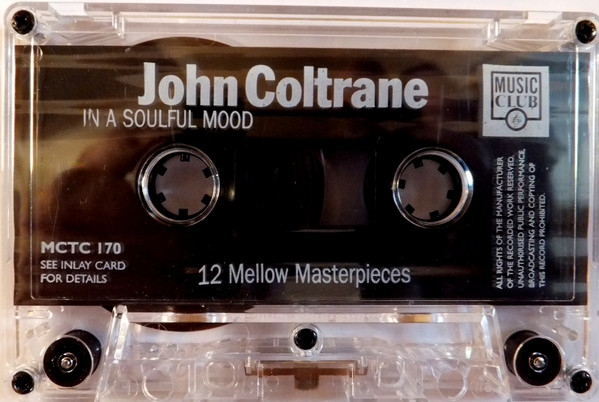 John Coltrane
IN A SOULFUL MOOD
MUSIC
CLUB
ALL RIGHTS OF THE MANUFACTURER
OF THE RECORDED WORK RESERVED.
UNAUTHORISED PUBLIC PERFORMANCE,
BROADCASTING AND COPYING OF
THIS RECORD PROHIBITED.
MCTC 170
SEE INLAY CARD
FOR DETAILS
12 Mellow Masterpieces